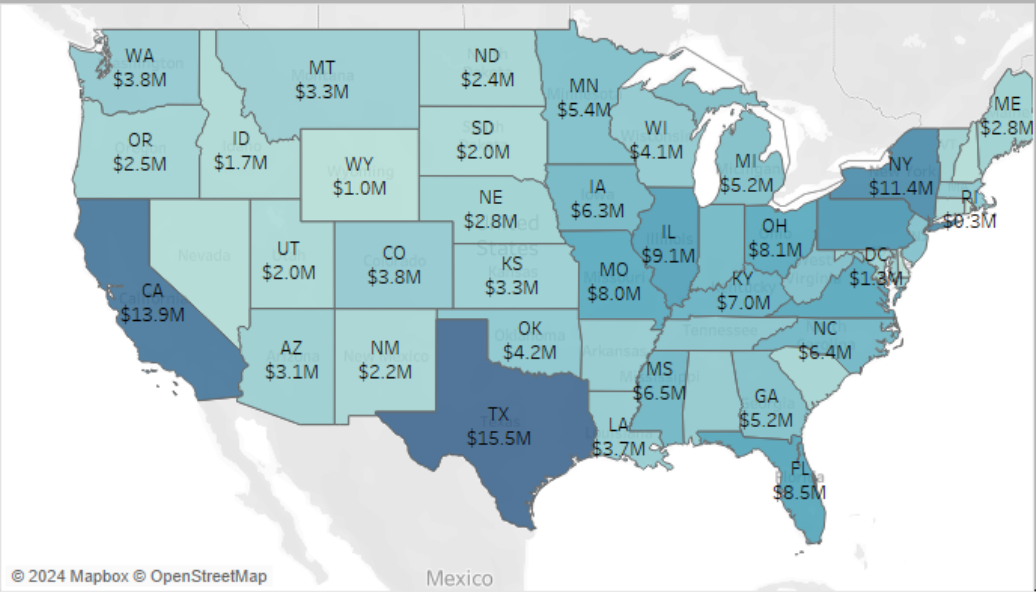 WA
$3.8M
MT
$3.3M
ND
$2.4M
MN
$5.4M
ME
$2.8M
OR
$2.5M
ID
$1.7M
SD
$2.0M
WI
$4.1M
MI
$5.2M
NY
$11.4M
WY
$1.0M
NE
$2.8M
IA
$6.3M
RI
$0.3M
Nevada
UT
$2.0M
CO
$3.8M
United
States
KS
$3.3M
MO
$8.0M
IL
$9.1M
OH
$8.1M
DC
$1.3M
KY
$7.0M
CA
$13.9M
AZ
$3.1M
NM
$2.2M
OK
$4.2M
Arkansas
Tennessee
NC
$6.4M
MS
$6.5M
GA
$5.2M
TX
$15.5M
LA
$3.7M
FL
$8.5M
© 2024 Mapbox © OpenStreetMap
Mexico